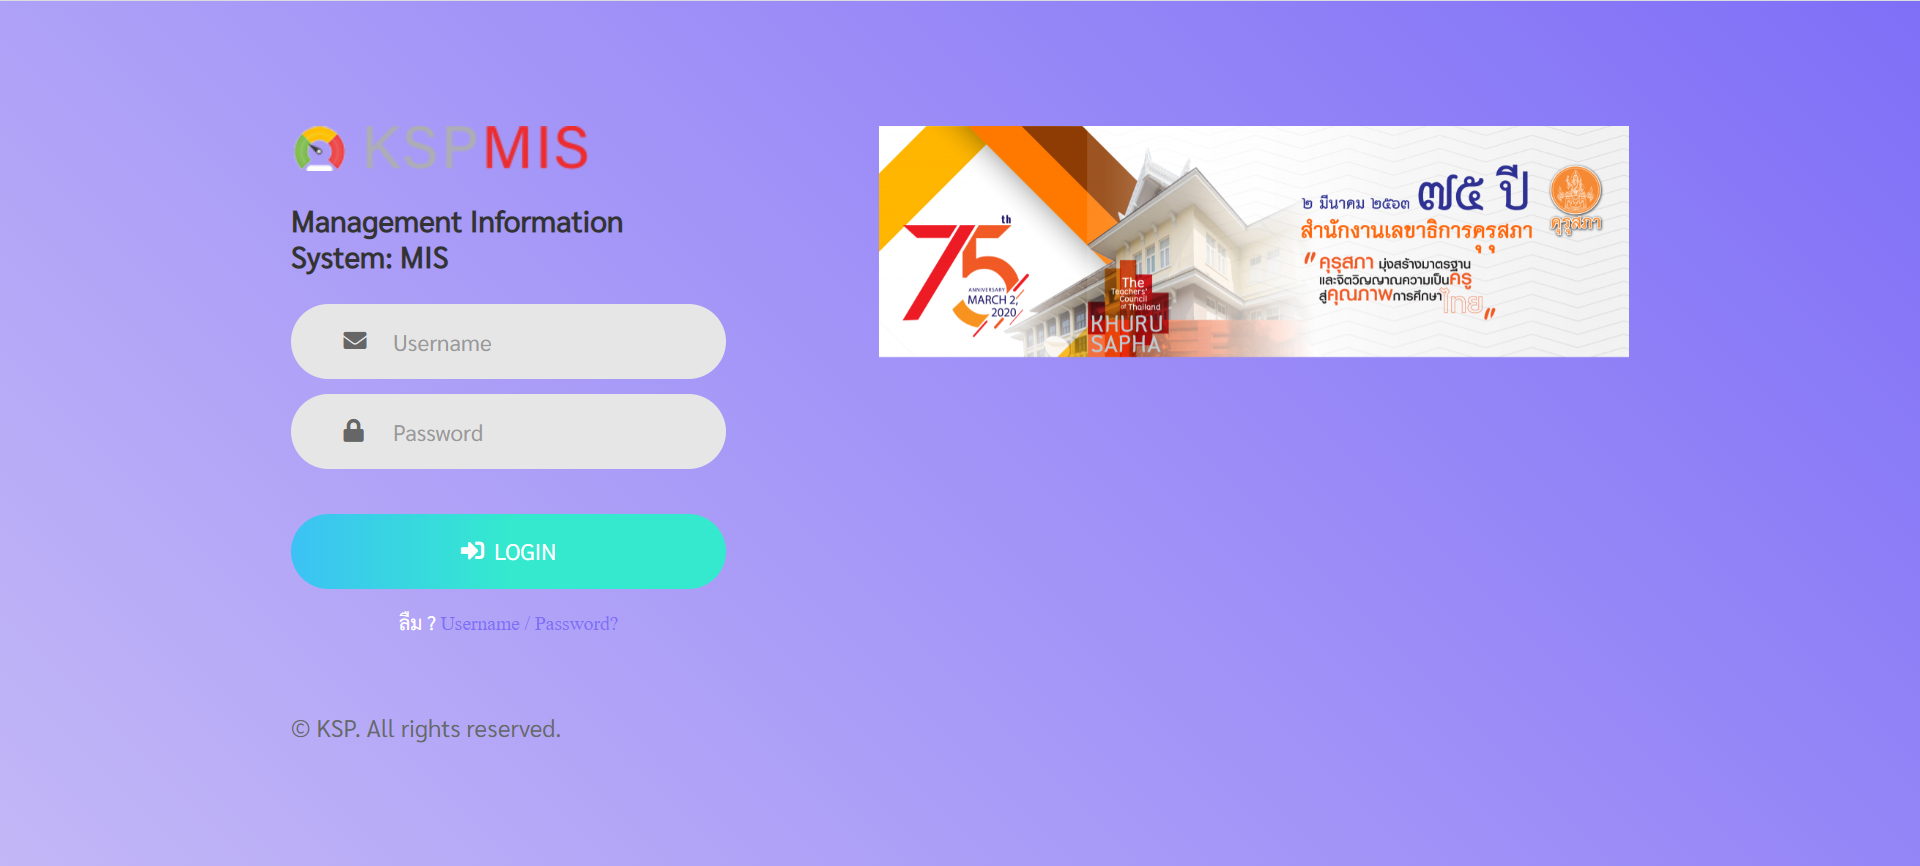 KSPMIS
Management Information
System: MIS
Username
Password
LOGIN
ลืม ? Username / Password?
© KSP. All rights reserved.
75th
ANNIVERSARY
MARCH 2,
2020
The
Teachers'
Council
of Thailand
KHURU
SAPHA
๒ มีนาคม ๒๕๖๓ ๗๕ ปี
สำนักงานเลขาธิการคุรุสภา
"คุรุสภา มุ่งสร้างมาตรฐาน
และจิตวิญญาณความเป็นครู
สู่คุณภาพการศึกษาไทย"
คุรุสภา